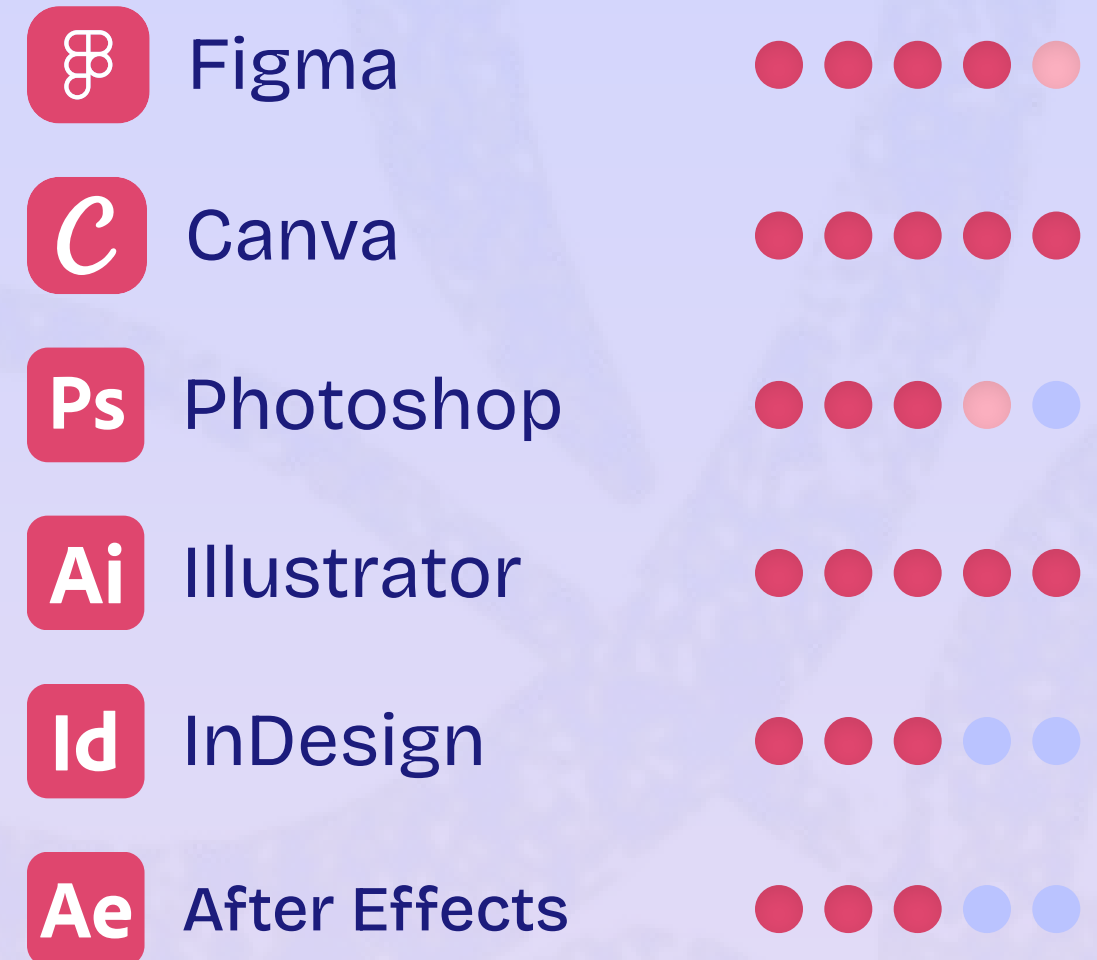 Figma
C Canva
Ps Photoshop
Ai Illustrator
Id InDesign
Ae After Effects